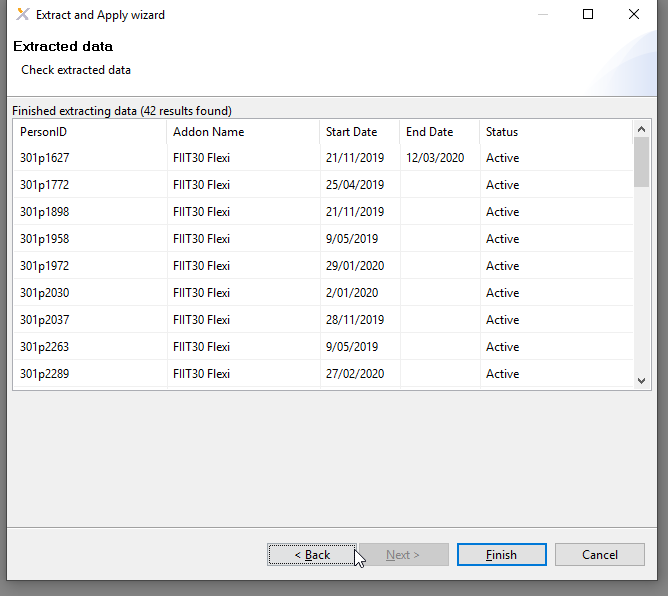 Extract and Apply wizard
Extracted data
Check extracted data
Finished extracting data (42 results found)
PersonID Addon Name Start Date End Date Status
301p1627 FIIT30 Flexi 21/11/2019 12/03/2020 Active
301p1772 FIIT30 Flexi 25/04/2019 Active
301p1898 FIIT30 Flexi 21/11/2019 Active
301p1958 FIIT30 Flexi 9/05/2019 Active
301p1972 FIIT30 Flexi 29/01/2020 Active
301p2030 FIIT30 Flexi 2/01/2020 Active
301p2037 FIIT30 Flexi 28/11/2019 Active
301p2263 FIIT30 Flexi 9/05/2019 Active
301p2289 FIIT30 Flexi 27/02/2020 Active
< Back Next > Finish Cancel